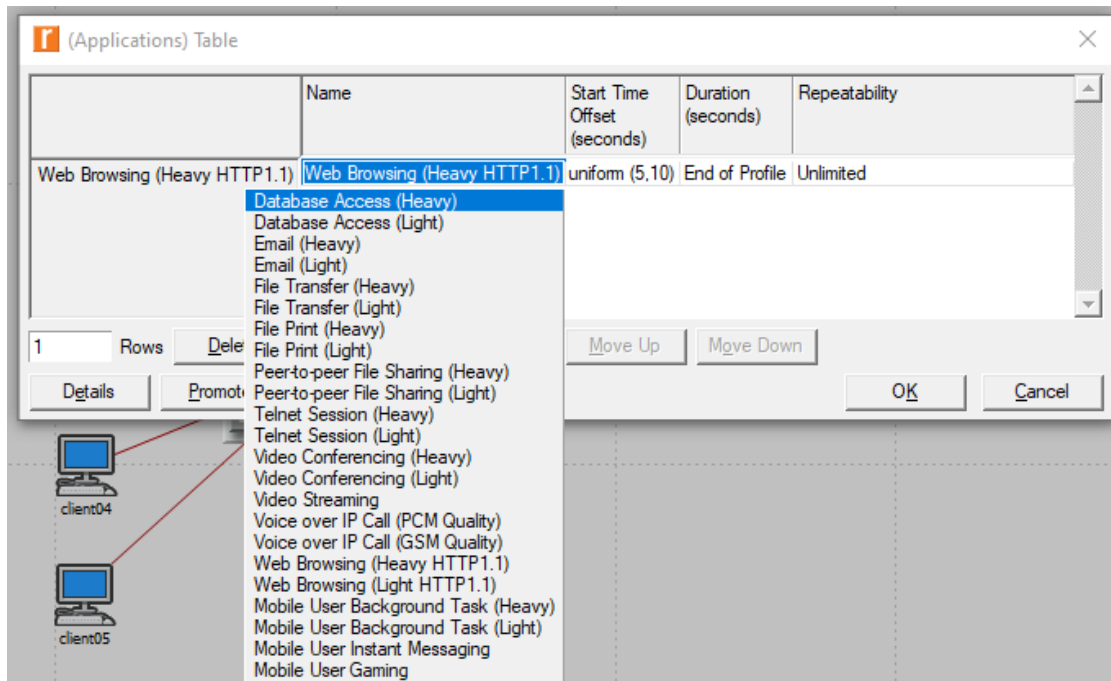 (Applications) Table
Name
Start Time
Offset
(seconds)
Duration
(seconds)
Repeatability
Web Browsing (Heavy HTTP1.1)
Web Browsing (Heavy HTTP1.1)
uniform (5,10)
End of Profile
Unlimited
Database Access (Heavy)
Database Access (Light)
Email (Heavy)
Email (Light)
File Transfer (Heavy)
File Transfer (Light)
File Print (Heavy)
File Print (Light)
Peer-to-peer File Sharing (Heavy)
Peer-to-peer File Sharing (Light)
Telnet Session (Heavy)
Telnet Session (Light)
Video Conferencing (Heavy)
Video Conferencing (Light)
Video Streaming
Voice over IP Call (PCM Quality)
Voice over IP Call (GSM Quality)
Web Browsing (Heavy HTTP1.1)
Web Browsing (Light HTTP1.1)
Mobile User Background Task (Heavy)
Mobile User Background Task (Light)
Mobile User Instant Messaging
Mobile User Gaming
1 Rows
Move Up
Move Down
Details
OK
Cancel
client04
client05